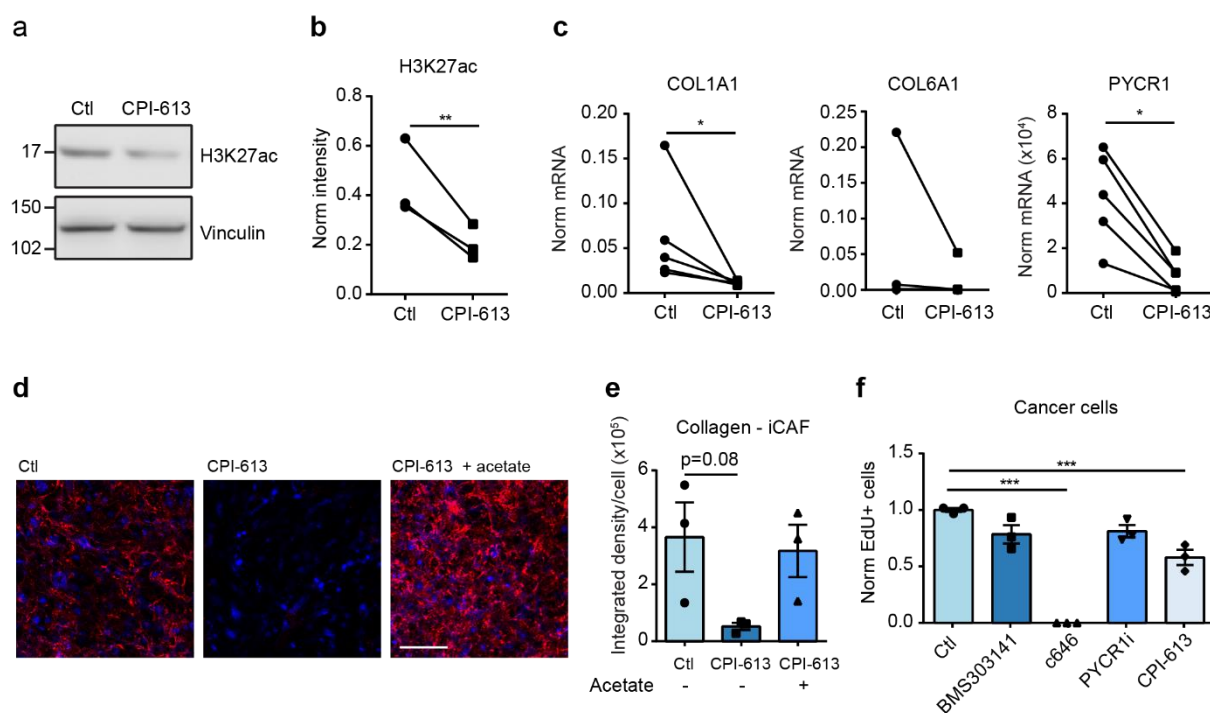 a
Ctl CPI-613
17
H3K27ac
150
102
Vinculin
b
H3K27ac
**
Norm intensity
0.8
0.6
0.4
0.2
0.0
Ctl CPI-613
c
COL1A1
*
Norm mRNA
0.20
0.15
0.10
0.05
0.00
Ctl CPI-613
COL6A1
Norm mRNA
0.25
0.20
0.15
0.10
0.05
0.00
Ctl CPI-613
PYCR1
*
Norm mRNA (x10⁴)
8
6
4
2
0
Ctl CPI-613
d
Ctl
CPI-613
CPI-613 + acetate
e
Collagen - iCAF
p=0.08
Integrated density/cell (x10⁵)
6
4
2
0
Ctl CPI-613 CPI-613
Acetate - - +
f
Cancer cells
***
***
Norm EdU+ cells
1.5
1.0
0.5
0.0
Ctl
BMS303141
c646
PYCR1i
CPI-613